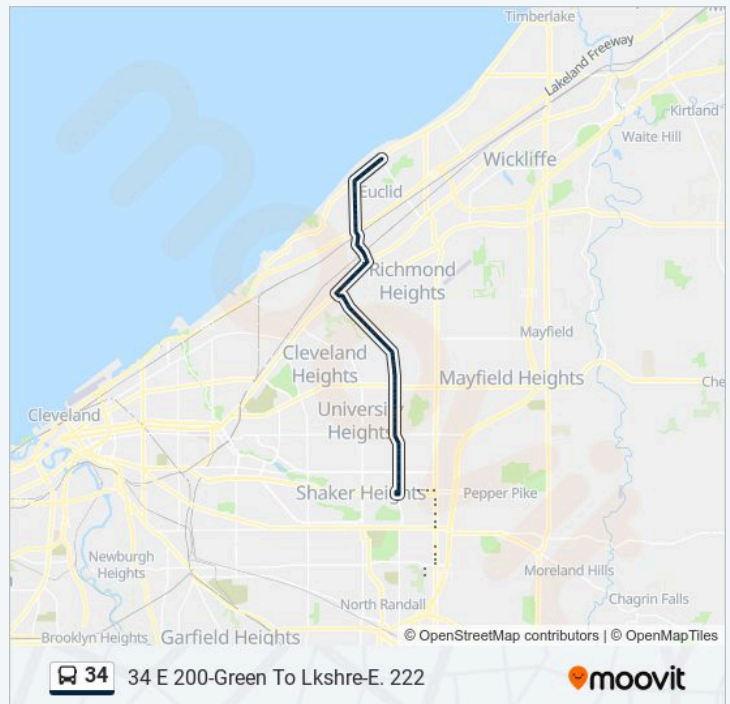 Timberlake
Lakeland Freeway
Kirtland
Waite Hill
Wickliffe
Euclid
Richmond
Heights
Mayfield
Cleveland
Heights
Mayfield Heights
Che
Cleveland
University
Heights
Shaker Heights
Pepper Pike
Newburgh
Heights
Moreland Hills
North Randall
Chagrin Falls
© OpenStreetMap contributors | © OpenMapTiles
Brooklyn Heights
Garfield Heights
34
34 E 200-Green To Lkshre-E. 222
moovit